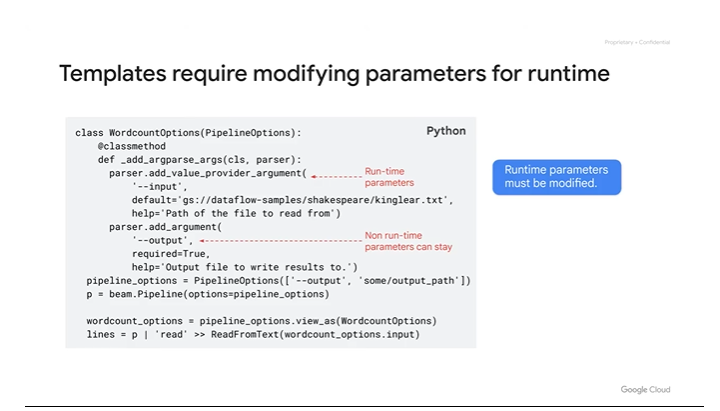 Proprietary + Confidential
Templates require modifying parameters for runtime
Python
class WordcountOptions(PipelineOptions):
    @classmethod
    def _add_argparse_args(cls, parser):
      parser.add_value_provider_argument(
          '--input',
          default='gs://dataflow-samples/shakespeare/kinglear.txt',
          help='Path of the file to read from')
      parser.add_argument(
          '--output',
          required=True,
          help='Output file to write results to.')
  pipeline_options = PipelineOptions(['--output', 'some/output_path'])
  p = beam.Pipeline(options=pipeline_options)
  wordcount_options = pipeline_options.view_as(WordcountOptions)
  lines = p | 'read' >> ReadFromText(wordcount_options.input)
Run-time
parameters
Non run-time
parameters can stay
Runtime parameters
must be modified.
Google Cloud